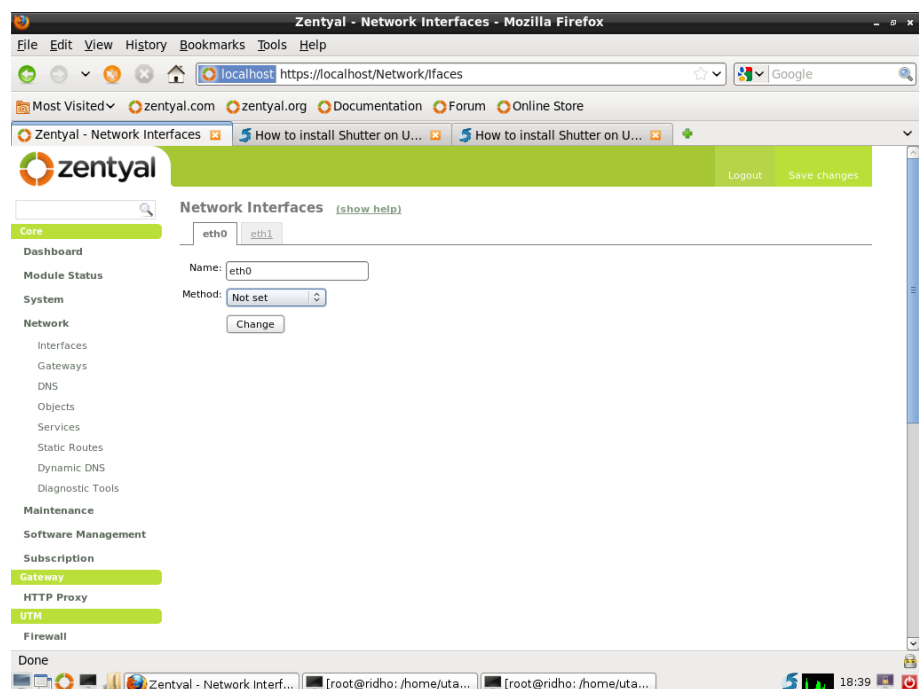 Zentyal - Network Interfaces - Mozilla Firefox
File Edit View History Bookmarks Tools Help
localhost https://localhost/Network/Ifaces
Google
Most Visited zentyal.com zentyal.org Documentation Forum Online Store
Zentyal - Network Interfaces How to install Shutter on U... How to install Shutter on U...
zentyal
Logout Save changes
Network Interfaces (show help)
Core
eth0 eth1
Dashboard
Name: eth0
Module Status
Method: Not set
System
Network
Change
Interfaces
Gateways
DNS
Objects
Services
Static Routes
Dynamic DNS
Diagnostic Tools
Maintenance
Software Management
Subscription
Gateway
HTTP Proxy
UTM
Firewall
Done
Zentyal - Network Interf... [root@ridho: /home/uta... [root@ridho: /home/uta... 18:39